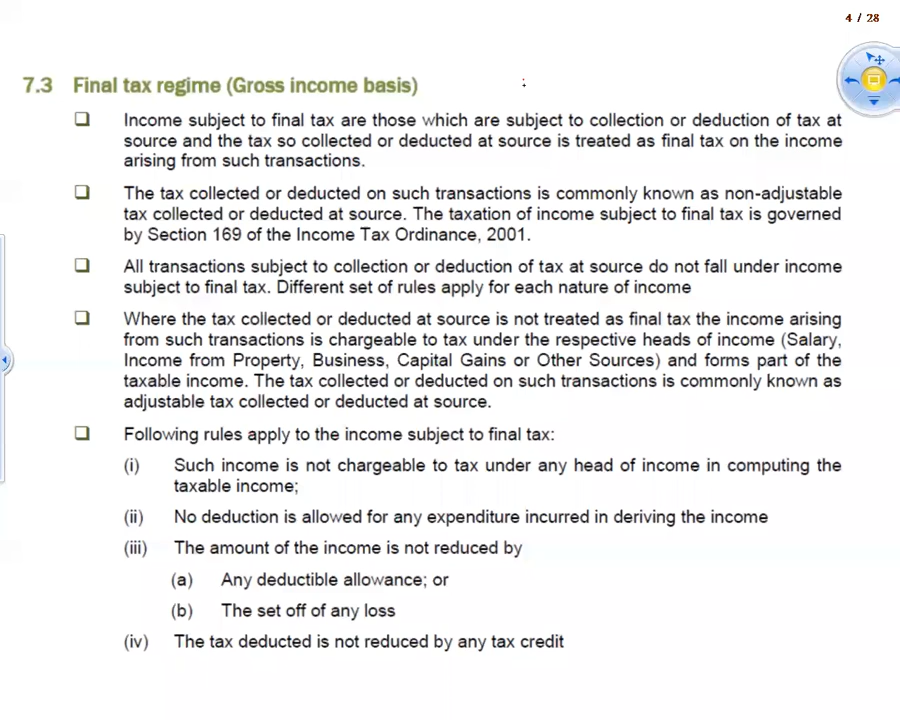 4 / 28
7.3 Final tax regime (Gross income basis)
Income subject to final tax are those which are subject to collection or deduction of tax at
source and the tax so collected or deducted at source is treated as final tax on the income
arising from such transactions.
The tax collected or deducted on such transactions is commonly known as non-adjustable
tax collected or deducted at source. The taxation of income subject to final tax is governed
by Section 169 of the Income Tax Ordinance, 2001.
All transactions subject to collection or deduction of tax at source do not fall under income
subject to final tax. Different set of rules apply for each nature of income
Where the tax collected or deducted at source is not treated as final tax the income arising
from such transactions is chargeable to tax under the respective heads of income (Salary,
Income from Property, Business, Capital Gains or Other Sources) and forms part of the
taxable income. The tax collected or deducted on such transactions is commonly known as
adjustable tax collected or deducted at source.
Following rules apply to the income subject to final tax:
(i) Such income is not chargeable to tax under any head of income in computing the
taxable income;
(ii) No deduction is allowed for any expenditure incurred in deriving the income
(iii) The amount of the income is not reduced by
(a) Any deductible allowance; or
(b) The set off of any loss
(iv) The tax deducted is not reduced by any tax credit